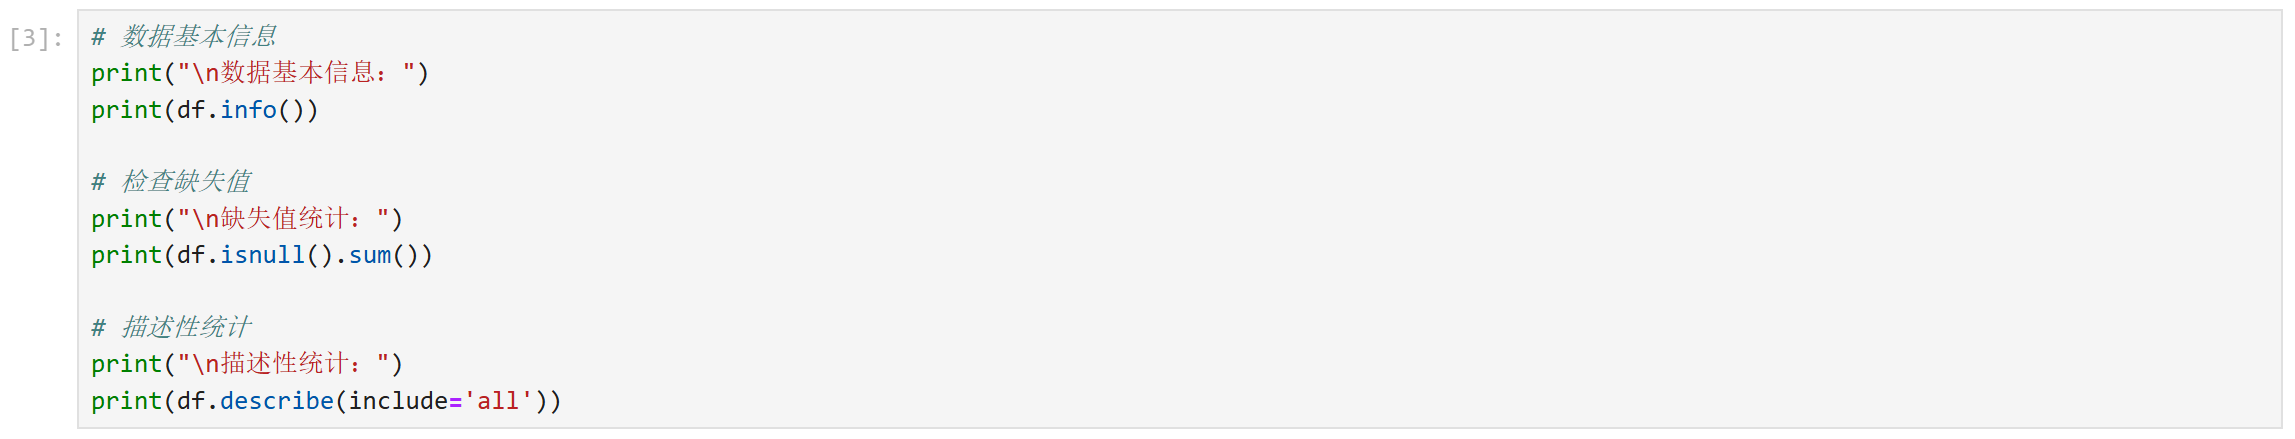 [3]:
# 数据基本信息
print("\n数据基本信息：")
print(df.info())
# 检查缺失值
print("\n缺失值统计：")
print(df.isnull().sum())
# 描述性统计
print("\n描述性统计：")
print(df.describe(include='all'))